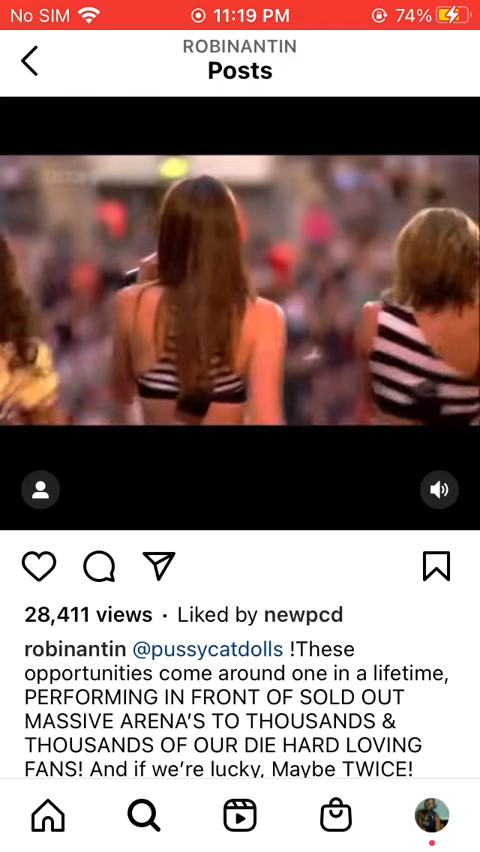 No SIM 11:19 PM 74%
ROBINANTIN
Posts
28,411 views · Liked by newpcd
robinantin @pussycatdolls !These
opportunities come around one in a lifetime,
PERFORMING IN FRONT OF SOLD OUT
MASSIVE ARENA’S TO THOUSANDS &
THOUSANDS OF OUR DIE HARD LOVING
FANS! And if we’re lucky, Maybe TWICE!